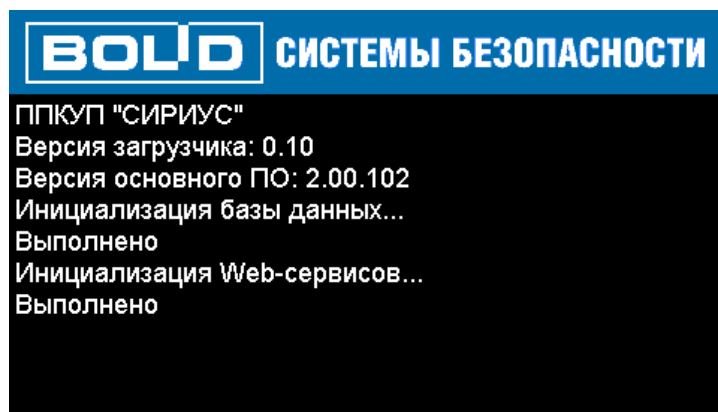 BOLID СИСТЕМЫ БЕЗОПАСНОСТИ
ППКУП "СИРИУС"
Версия загрузчика: 0.10
Версия основного ПО: 2.00.102
Инициализация базы данных...
Выполнено
Инициализация Web-сервисов...
Выполнено